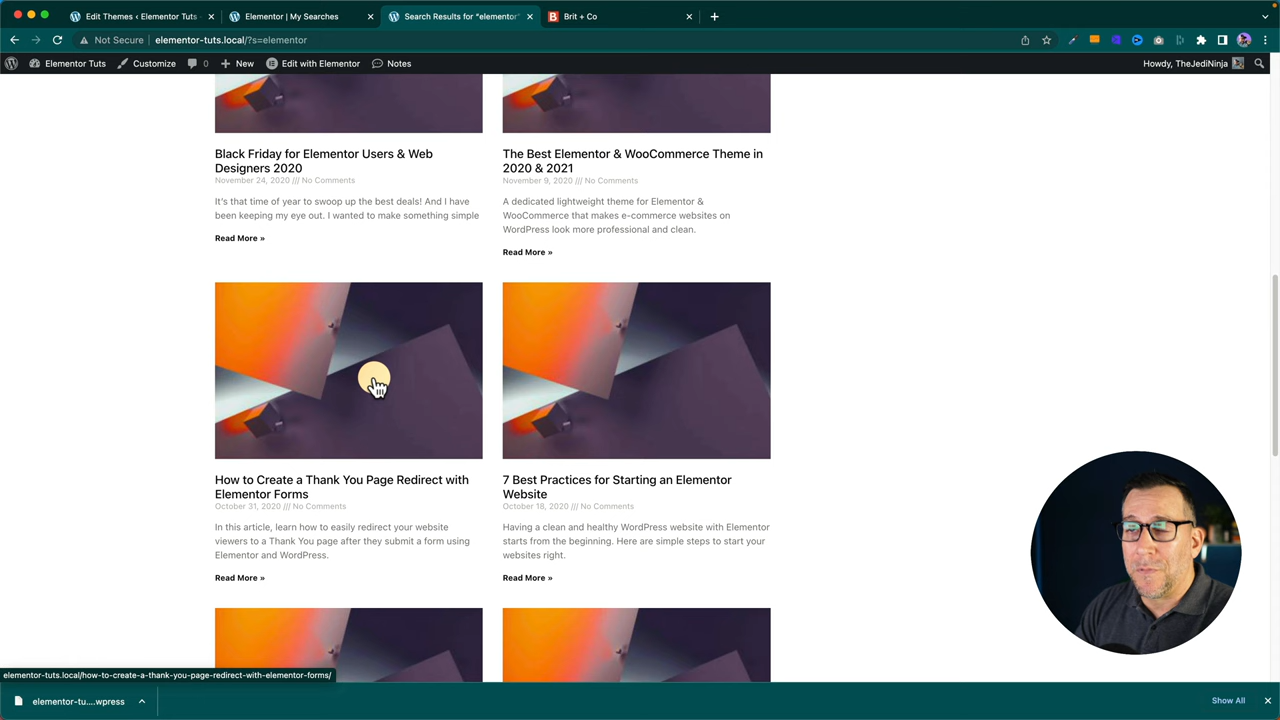 Edit Themes ‹ Elementor Tuts
Elementor | My Searches
Search Results for "elementor"
Brit + Co
Not Secure
elementor-tuts.local/?s=elementor
Elementor Tuts
Customize
0
New
Edit with Elementor
Notes
Howdy, TheJediNinja
Black Friday for Elementor Users & Web
Designers 2020
November 24, 2020 /// No Comments
It's that time of year to swoop up the best deals! And I have
been keeping my eye out. I wanted to make something simple
Read More »
The Best Elementor & WooCommerce Theme in
2020 & 2021
November 9, 2020 /// No Comments
A dedicated lightweight theme for Elementor &
WooCommerce that makes e-commerce websites on
WordPress look more professional and clean.
Read More »
How to Create a Thank You Page Redirect with
Elementor Forms
October 31, 2020 /// No Comments
In this article, learn how to easily redirect your website
viewers to a Thank You page after they submit a form using
Elementor and WordPress.
Read More »
7 Best Practices for Starting an Elementor
Website
October 18, 2020 /// No Comments
Having a clean and healthy WordPress website with Elementor
starts from the beginning. Here are simple steps to start your
websites right.
Read More »
elementor-tuts.local/how-to-create-a-thank-you-page-redirect-with-elementor-forms/
elementor-tu....wpress
Show All